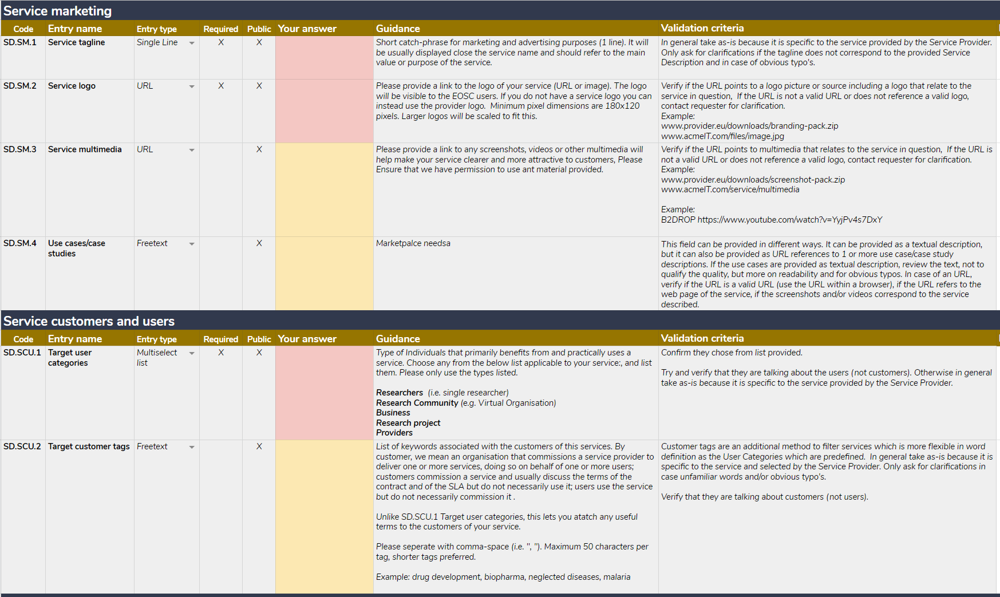 Service marketing
Code Entry name Entry type Required Public Your answer Guidance Validation criteria
SD.SM.1 Service tagline Single Line X X
Short catch-phrase for marketing and advertising purposes (1 line). It will
be usually displayed close the service name and should refer to the main
value or purpose of the service.
In general take as-is because it is specific to the service provided by the Service Provider.
Only ask for clarifications if the tagline does not correspond to the provided Service
Description and in case of obvious typo's.
SD.SM.2 Service logo URL X X
Please provide a link to the logo of your service (URL or image). The logo
will be visible to the EOSC users. If you do not have a service logo you can
instead use the provider logo.  Minimum pixel dimensions are 180x120
pixels. Larger logos will be scaled to fit this.
Verify if the URL points to a logo picture or source including a logo that relate to the
service in question,  If the URL is not a valid URL or does not reference a valid logo,
contact requester for clarification.
Example:
www.provider.eu/downloads/branding-pack.zip
www.acmeIT.com/files/image.jpg
SD.SM.3 Service multimedia URL X
Please provide a link to any screenshots, videos or other multimedia will
help make your service clearer and more attractive to customers, Please
Ensure that we have permission to use ant material provided.
Verify if the URL points to multimedia that relates to the service in question,  If the URL is
not a valid URL or does not reference a valid logo, contact requester for clarification.
Example:
www.provider.eu/downloads/screenshot-pack.zip
www.acmeIT.com/service/multimedia
Example:
B2DROP https://www.youtube.com/watch?v=YyjPv4s7DxY
SD.SM.4 Use cases/case
studies
Freetext X
Marketpalce needsa
This field can be provided in different ways. It can be provided as a textual description,
but it can also be provided as URL references to 1 or more use case/case study
descriptions. If the use cases are provided as textual description, review the text, not to
qualify the quality, but more on readability and for obvious typos. In case of an URL,
verify if the URL is a valid URL (use the URL within a browser), if the URL refers to the
web page of the service, if the screenshots and/or videos correspond to the service
described.
Service customers and users
Code Entry name Entry type Required Public Your answer Guidance Validation criteria
SD.SCU.1 Target user
categories
Multiselect
list
X X
Type of Individuals that primarily benefits from and practically uses a
service. Choose any from the below list applicable to your service:, and list
them. Please only use the types listed.
Researchers  (i.e. single researcher)
Research Community (e.g. Virtual Organisation)
Business
Research project
Providers
Confirm they chose from list provided.
Try and verify that they are talking about the users (not customers). Otherwise in general
take as-is because it is specific to the service provided by the Service Provider.
SD.SCU.2 Target customer tags Freetext X
List of keywords associated with the customers of this services. By
customer, we mean an organisation that commissions a service provider to
deliver one or more services, doing so on behalf of one or more users;
customers commission a service and usually discuss the terms of the
contract and of the SLA but do not necessarily use it; users use the service
but do not necessarily commission it .
Unlike SD.SCU.1 Target user categories, this lets you atatch any useful
terms to the customers of your service.
Please seperate with comma-space (i.e. ", "). Maximum 50 characters per
tag, shorter tags preferred.
Example: drug development, biopharma, neglected diseases, malaria
Customer tags are an additional method to filter services which is more flexible in word
definition as the User Categories which are predefined.  In general take as-is because it is
specific to the service and selected by the Service Provider. Only ask for clarifications in
case unfamiliar words and/or obvious typo's.
Verify that they are talking about customers (not users).